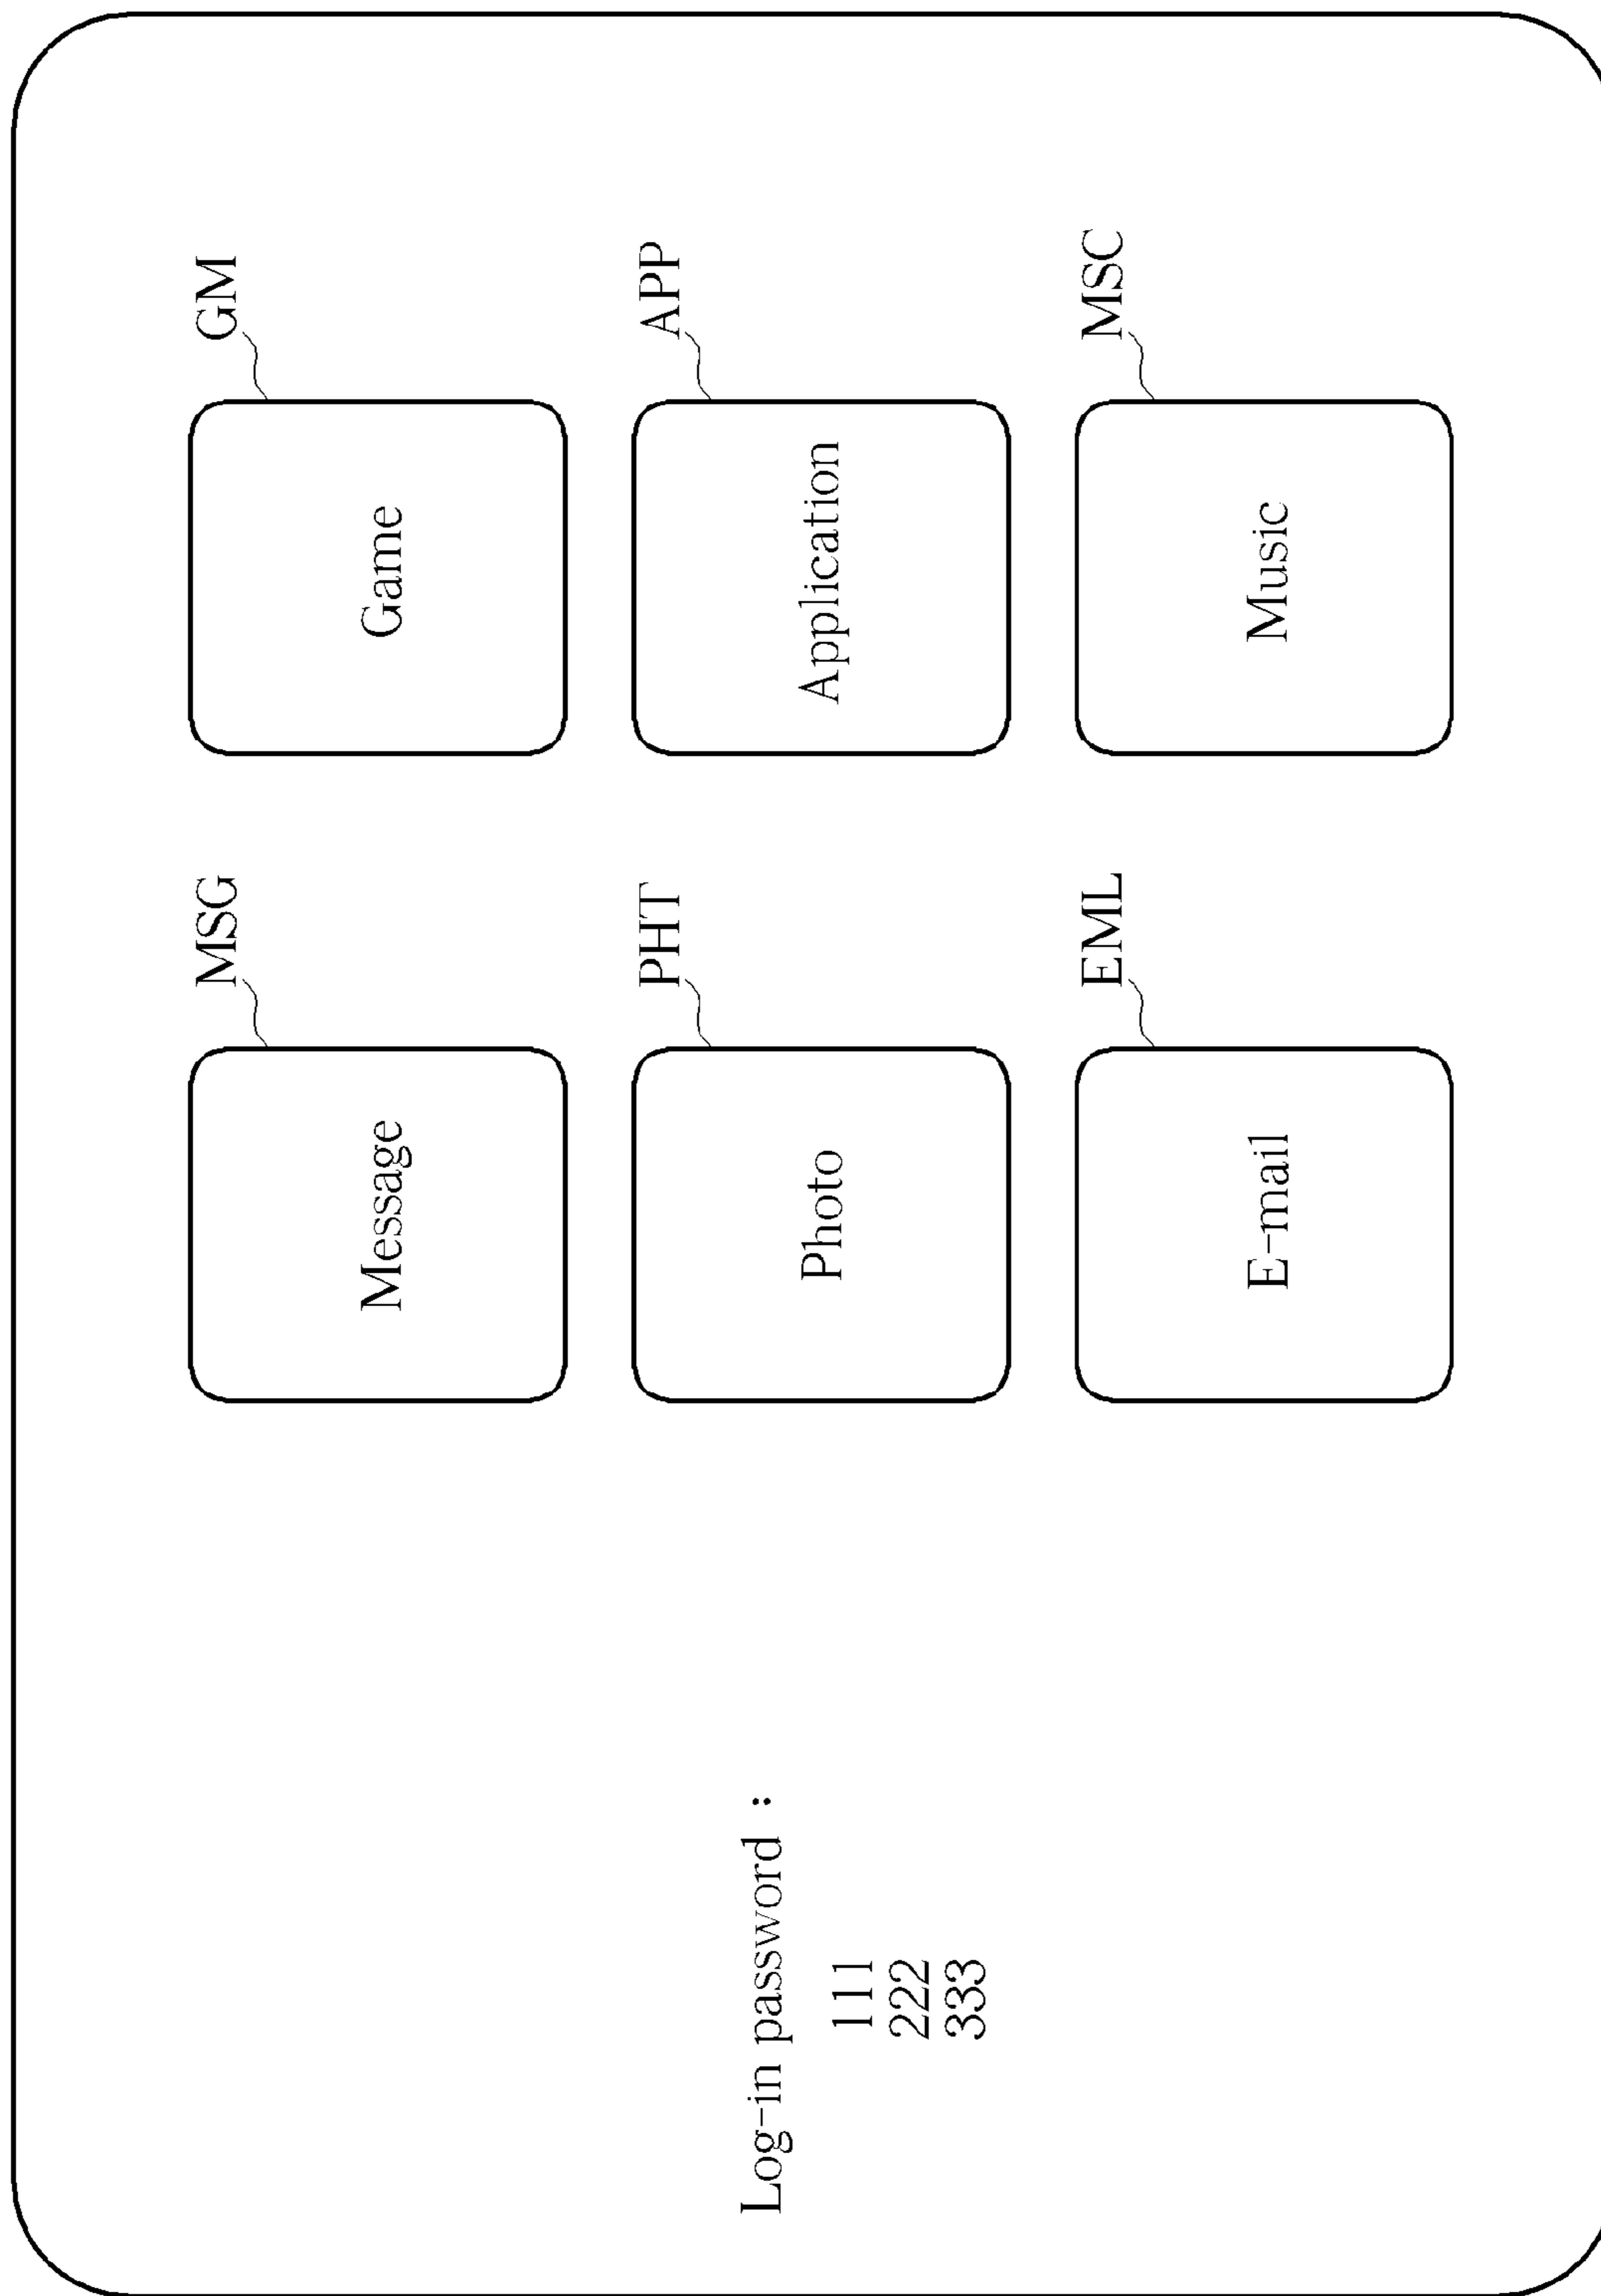 MSG
GM
Message
Game
PHT
APP
Log-in password :
111
222
333
Photo
Application
EML
MSC
E-mail
Music